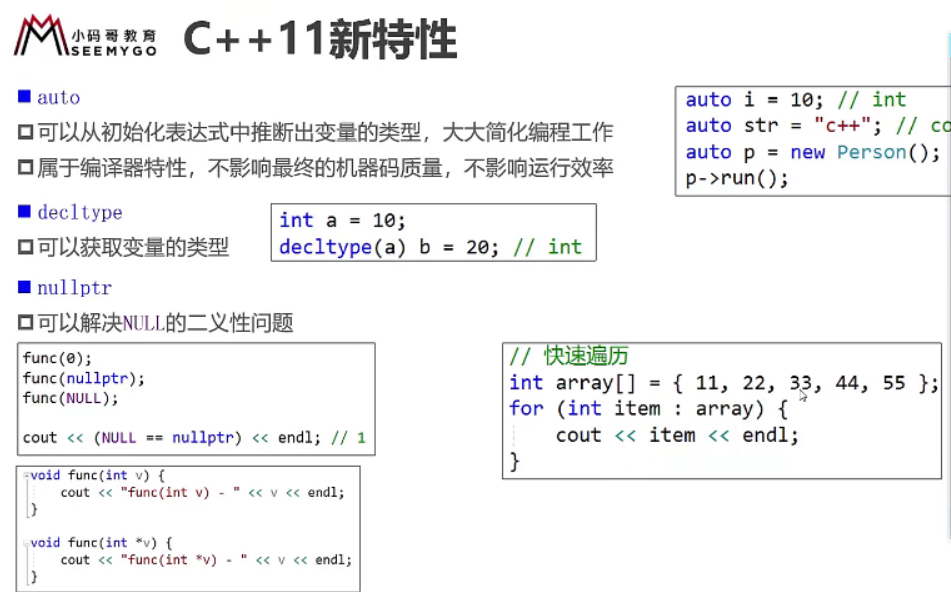 小码哥教育
SEEMYGO
C++11新特性
auto
可以从初始化表达式中推断出变量的类型，大大简化编程工作
属于编译器特性，不影响最终的机器码质量，不影响运行效率
auto i = 10; // int
auto str = "c++"; // co
auto p = new Person();
p->run();
decltype
可以获取变量的类型
int a = 10;
decltype(a) b = 20; // int
nullptr
可以解决NULL的二义性问题
func(0);
func(nullptr);
func(NULL);
cout << (NULL == nullptr) << endl; // 1
void func(int v) {
cout << "func(int v) - " << v << endl;
}
void func(int *v) {
cout << "func(int *v) - " << v << endl;
}
// 快速遍历
int array[] = { 11, 22, 33, 44, 55 };
for (int item : array) {
cout << item << endl;
}